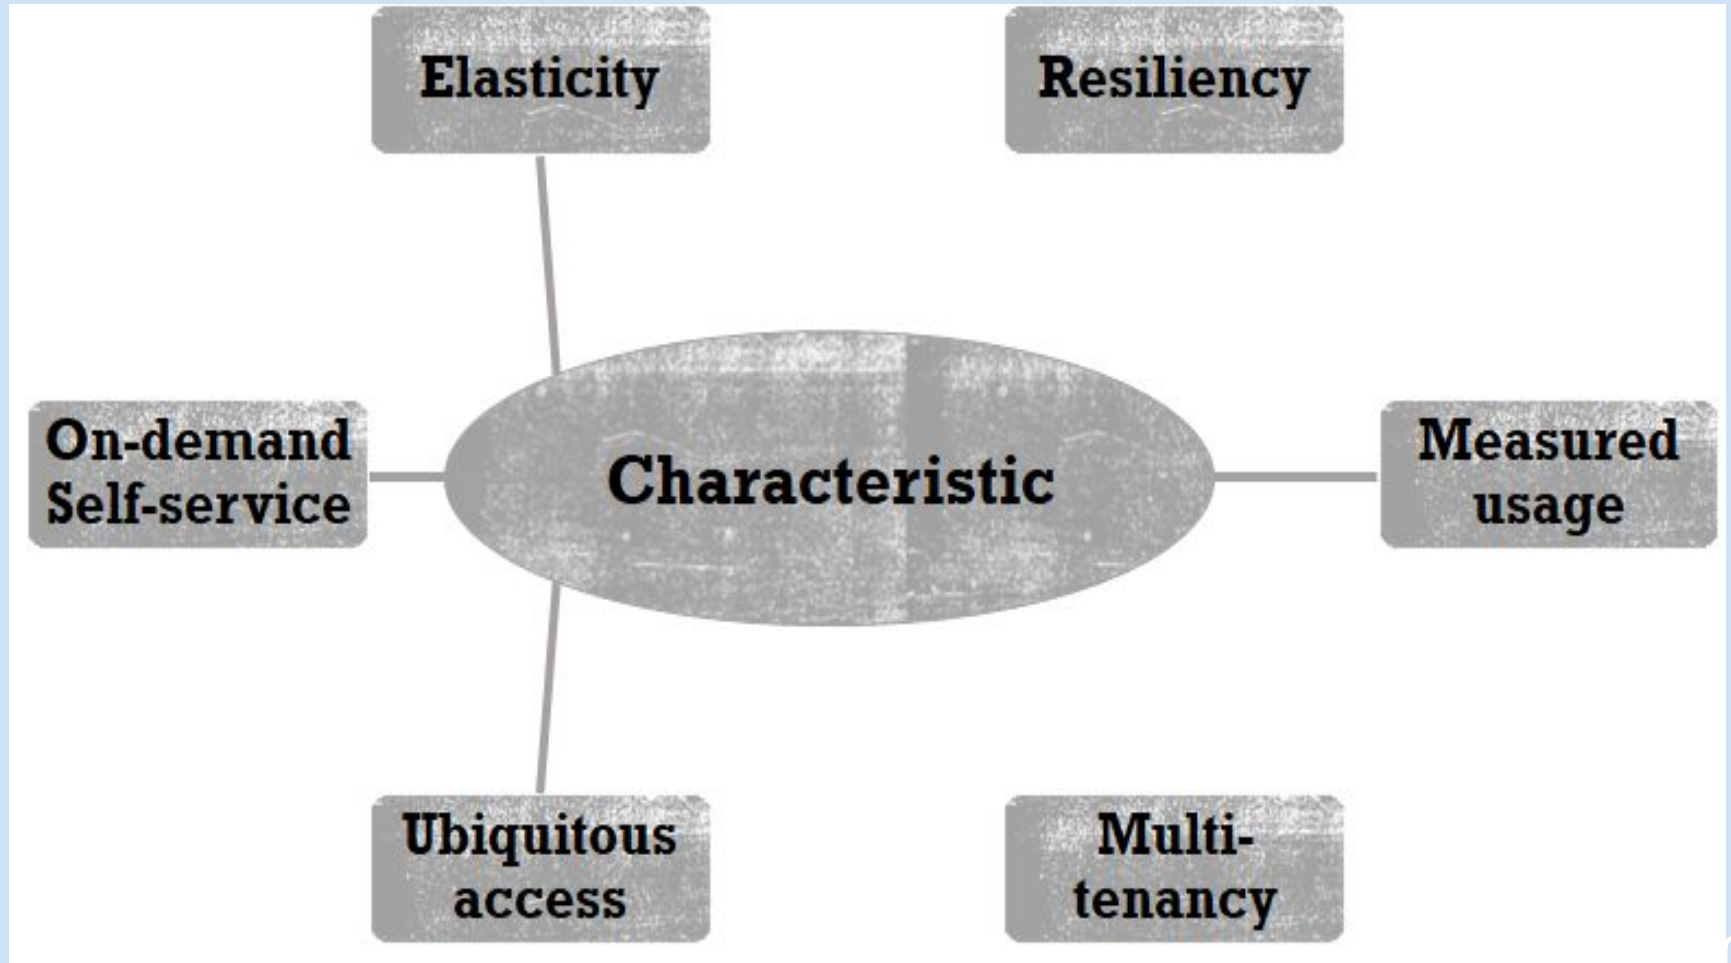 Elasticity
Resiliency
On-demand
Self-service
Characteristic
Measured
usage
Ubiquitous
access
Multi-
tenancy